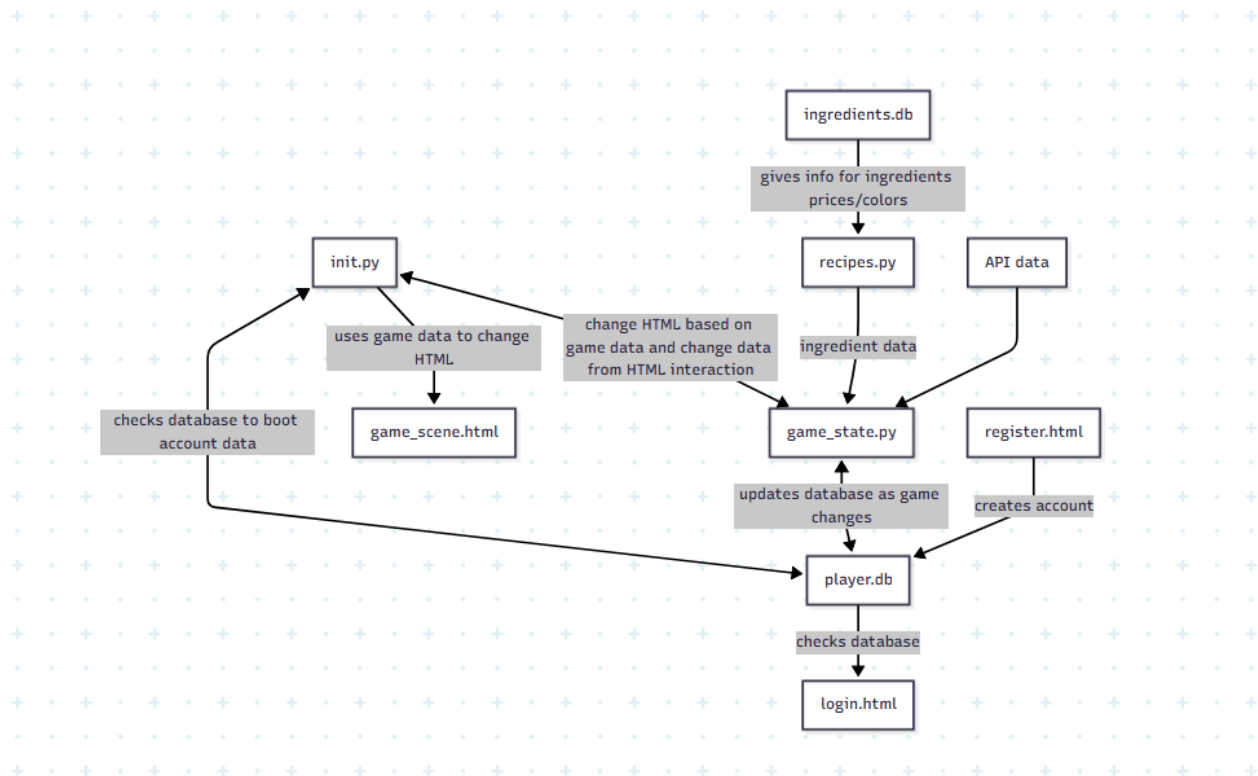 ingredients.db
gives info for ingredients
prices/colors
init.py
recipes.py
API data
uses game data to change
HTML
change HTML based on
game data and change data
from HTML interaction
ingredient data
checks database to boot
account data
game_scene.html
game_state.py
register.html
updates database as game
changes
creates account
player.db
checks database
login.html